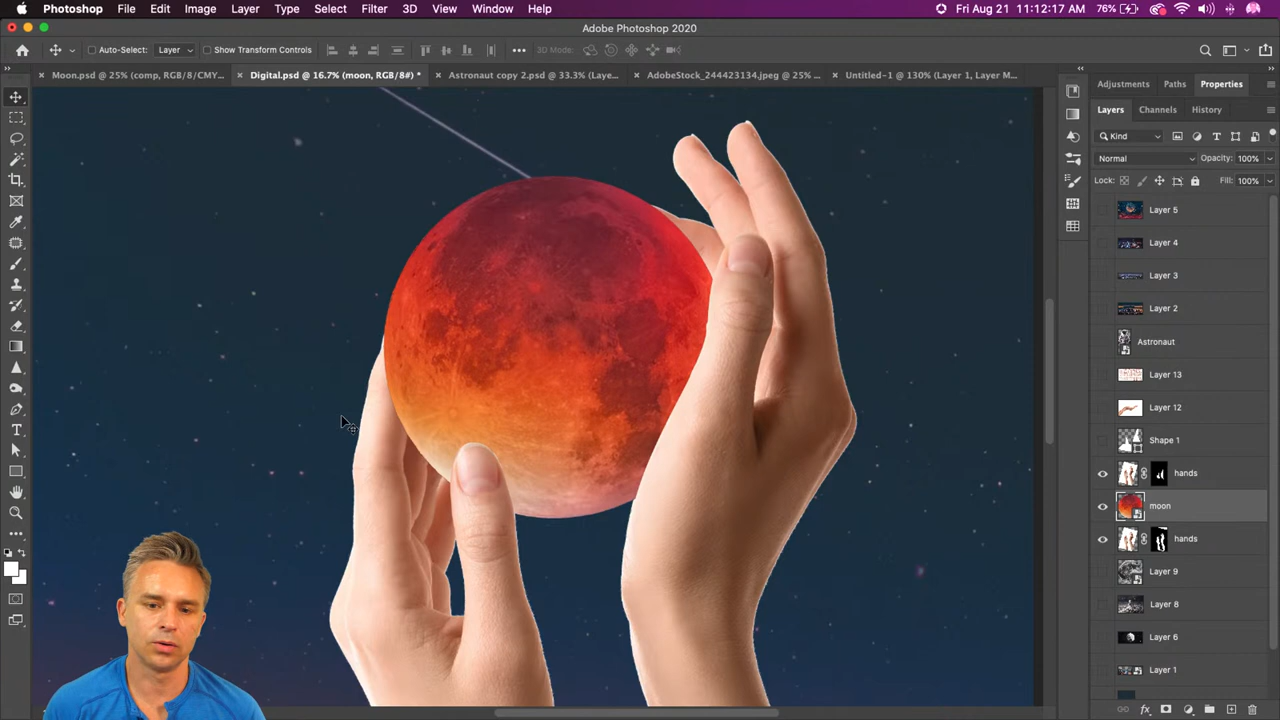 Photoshop File Edit Image Layer Type Select Filter 3D View Window Help Fri Aug 21 11:12:17 AM 76%
Adobe Photoshop 2020
Auto-Select: Layer Show Transform Controls 3D Mode:
Moon.psd @ 25% (comp, RGB/8/CMY... Digital.psd @ 16.7% (moon, RGB/8#) * Astronaut copy 2.psd @ 33.3% (Laye... AdobeStock_244423134.jpeg @ 25% ... Untitled-1 @ 130% (Layer 1, Layer M...
Adjustments Paths Properties
Layers Channels History
Kind
Normal Opacity: 100%
Lock: Fill: 100%
Layer 5
Layer 4
Layer 3
Layer 2
Astronaut
Layer 13
Layer 12
Shape 1
hands
moon
hands
Layer 9
Layer 8
Layer 6
Layer 1